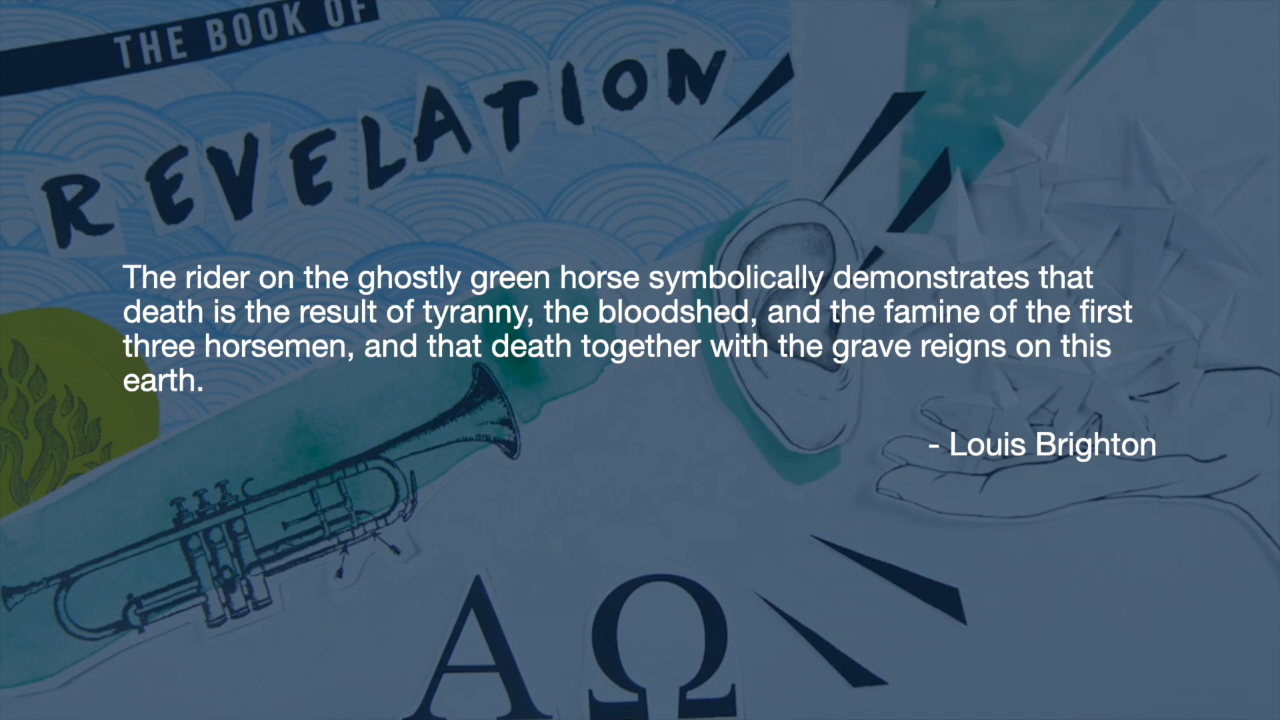 THE BOOK OF
REVELATION
The rider on the ghostly green horse symbolically demonstrates that
death is the result of tyranny, the bloodshed, and the famine of the first
three horsemen, and that death together with the grave reigns on this
earth.
- Louis Brighton
ΑΩ